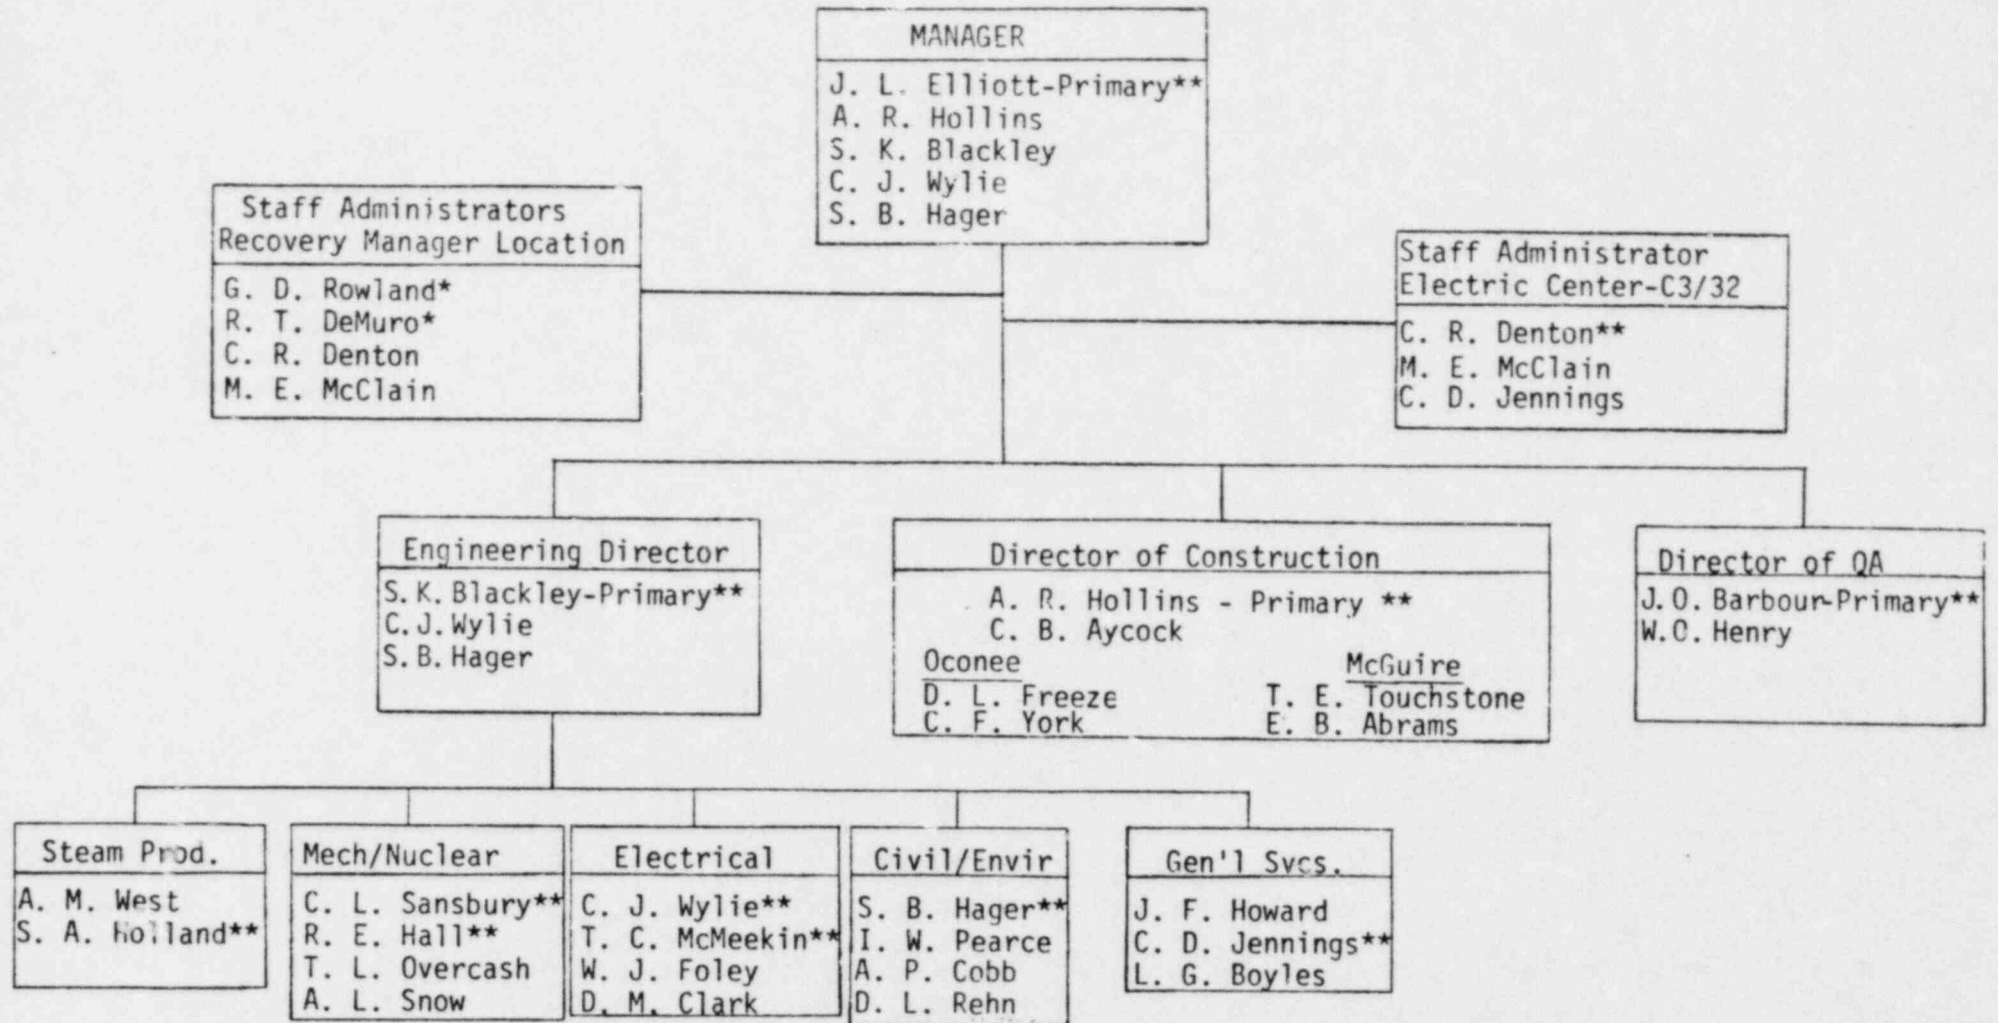 MANAGER
J. L. Elliott-Primary**
A. R. Hollins
S. K. Blackley
C. J. Wylie
S. B. Hager
Staff Administrators
Recovery Manager Location
G. D. Rowland*
R. T. DeMuro*
C. R. Denton
M. E. McClain
Staff Administrator
Electric Center-C3/32
C. R. Denton**
M. E. McClain
C. D. Jennings
Engineering Director
S.K. Blackley-Primary**
C.J. Wylie
S.B. Hager
Director of Construction
A. R. Hollins - Primary **
C. B. Aycock
Oconee
D. L. Freeze
C. F. York
McGuire
T. E. Touchstone
E. B. Abrams
Director of QA
J.O. Barbour-Primary**
W.O. Henry
Steam Prod.
A. M. West
S. A. Holland**
Mech/Nuclear
C. L. Sansbury**
R. E. Hall**
T. L. Overcash
A. L. Snow
Electrical
C. J. Wylie**
T. C. McMeekin**
W. J. Foley
D. M. Clark
Civil/Envir
S. B. Hager**
I. W. Pearce
A. P. Cobb
D. L. Rehn
Gen'l Svcs.
J. F. Howard
C. D. Jennings**
L. G. Boyles